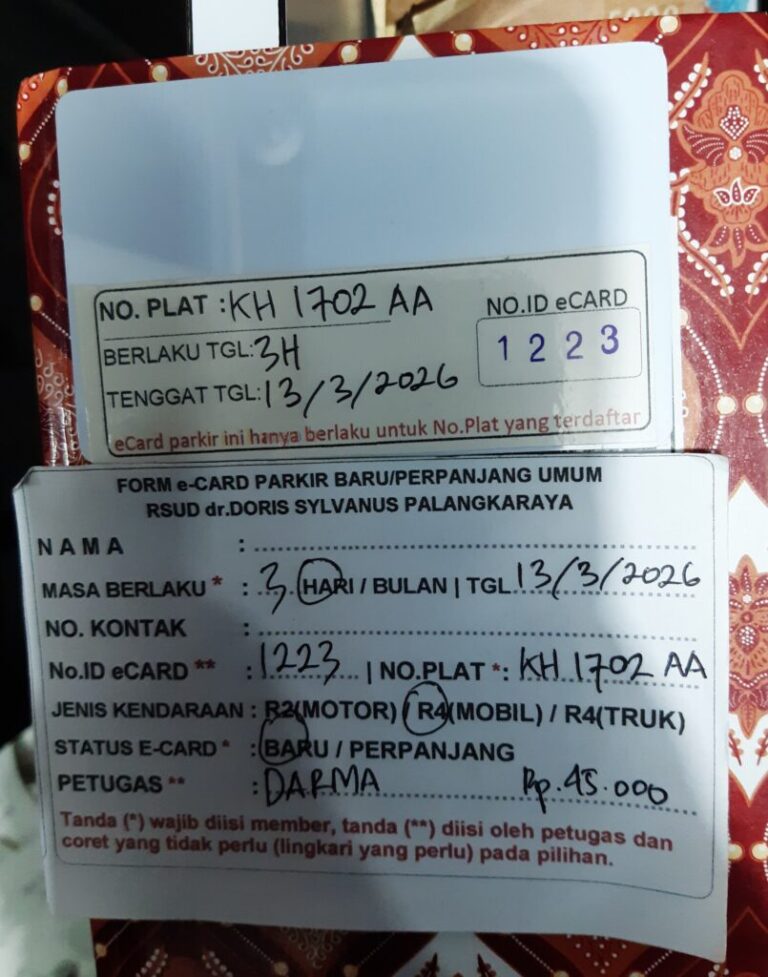 NO. PLAT : KH 1702 AA
NO.ID eCARD
BERLAKU TGL: 3H
1 2 2 3
TENGGAT TGL: 13/3/2026
eCard parkir ini hanya berlaku untuk No.Plat yang terdaftar
FORM e-CARD PARKIR BARU/PERPANJANG UMUM
RSUD dr.DORIS SYLVANUS PALANGKARAYA
NAMA :
MASA BERLAKU * : 3 HARI / BULAN | TGL 13/3/2026
NO. KONTAK :
No.ID eCARD ** : 1223 | NO.PLAT *: KH 1702 AA
JENIS KENDARAAN : R2(MOTOR) / R4(MOBIL) / R4(TRUK)
STATUS E-CARD * : BARU / PERPANJANG
PETUGAS ** : DARMA Rp.45.000
Tanda (*) wajib diisi member, tanda (**) diisi oleh petugas dan
coret yang tidak perlu (lingkari yang perlu) pada pilihan.